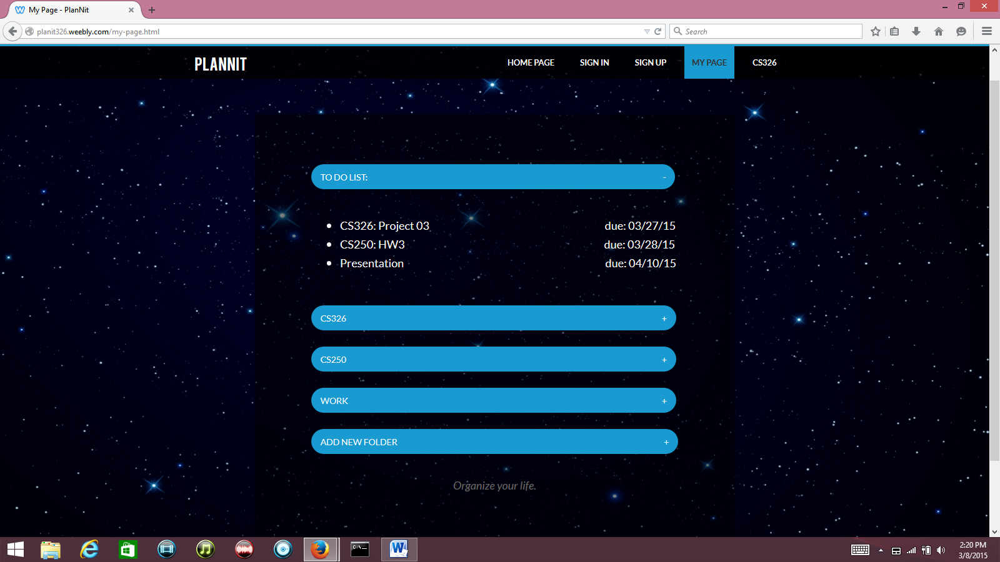 My Page - PlanNit
planit326.weebly.com/my-page.html
Search
PLANNIT
HOME PAGE SIGN IN SIGN UP MY PAGE CS326
TO DO LIST: -
• CS326: Project 03 due: 03/27/15
• CS250: HW3 due: 03/28/15
• Presentation due: 04/10/15
CS326 +
CS250 +
WORK +
ADD NEW FOLDER +
Organize your life.
C:\_
2:20 PM
3/8/2015